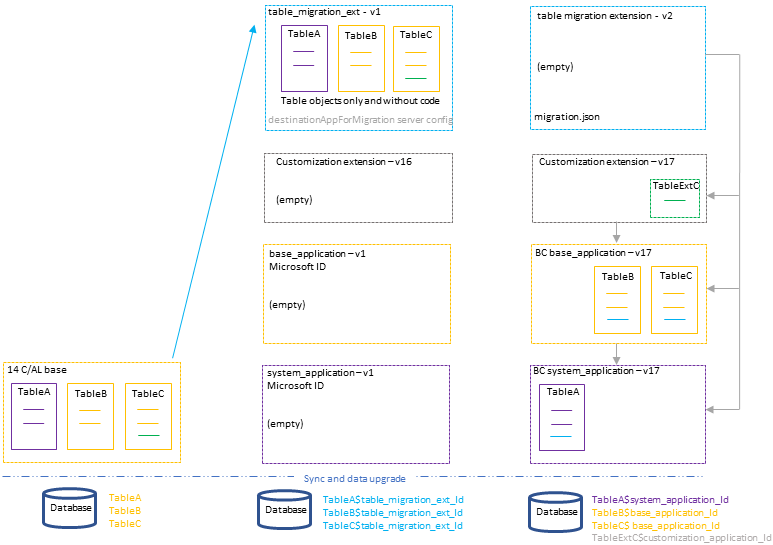 table_migration_ext - v1
TableA
TableB
TableC
Table objects only and without code
destinationAppForMigration server config
table migration extension - v2
(empty)
migration.json
Customization extension – v16
(empty)
Customization extension – v17
TableExtC
base_application – v1
Microsoft ID
(empty)
BC base_application – v17
TableB
TableC
14 C/AL base
TableA
TableB
TableC
system_application – v1
Microsoft ID
(empty)
BC system_application – v17
TableA
Sync and data upgrade
Database
TableA
TableB
TableC
Database
TableA$table_migration_ext_Id
TableB$table_migration_ext_Id
TableC$table_migration_ext_Id
Database
TableA$system_application_Id
TableB$base_application_Id
TableC$ base_application_Id
TableExtC$customization_application_Id